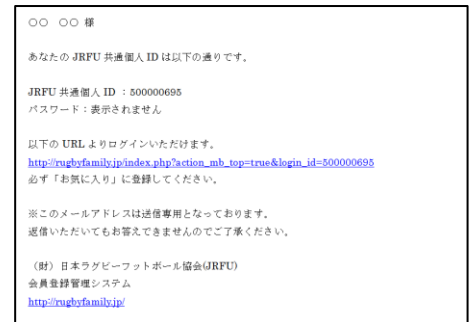 ○○ ○○ 様
あなたの JRFU 共通個人 ID は以下の通りです。
JRFU 共通個人 ID ：500000695
パスワード：表示されません
以下の URL よりログインいただけます。
http://rugbyfamily.jp/index.php?action_mb_top=true&login_id=500000695
必ず「お気に入り」に登録してください。
※このメールアドレスは送信専用となっております。
返信いただいてもお答えできませんのでご了承ください。
（財）日本ラグビーフットボール協会(JRFU)
会員登録管理システム
http://rugbyfamily.jp/